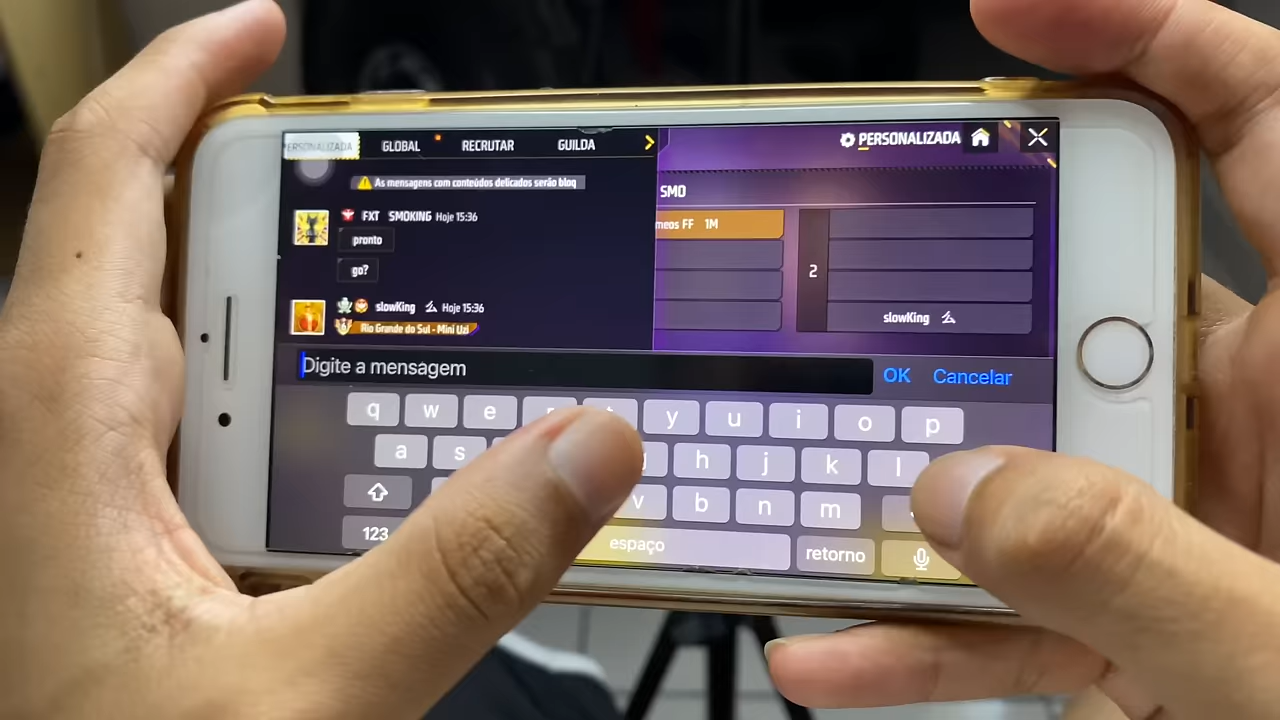 PERSONALIZADA GLOBAL RECRUTAR GUILDA
PERSONALIZADA
As mensagens com conteúdos delicados serão bloq
SMO
FXT SMOKING Hoje 15:36
pronto
meos FF 1M
go?
2
slowKing Hoje 15:36
Rio Grande do Sul - Mini Uzi
slowKing
Digite a mensagem
OK Cancelar
q w e t y u i o p
a s h j k l
v b n m
123 espaço retorno